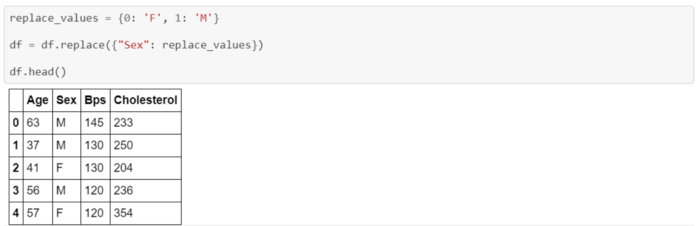 replace_values = {0: 'F', 1: 'M'}
df = df.replace({"Sex": replace_values})
df.head()
Age Sex Bps Cholesterol
0 63 M 145 233
1 37 M 130 250
2 41 F 130 204
3 56 M 120 236
4 57 F 120 354